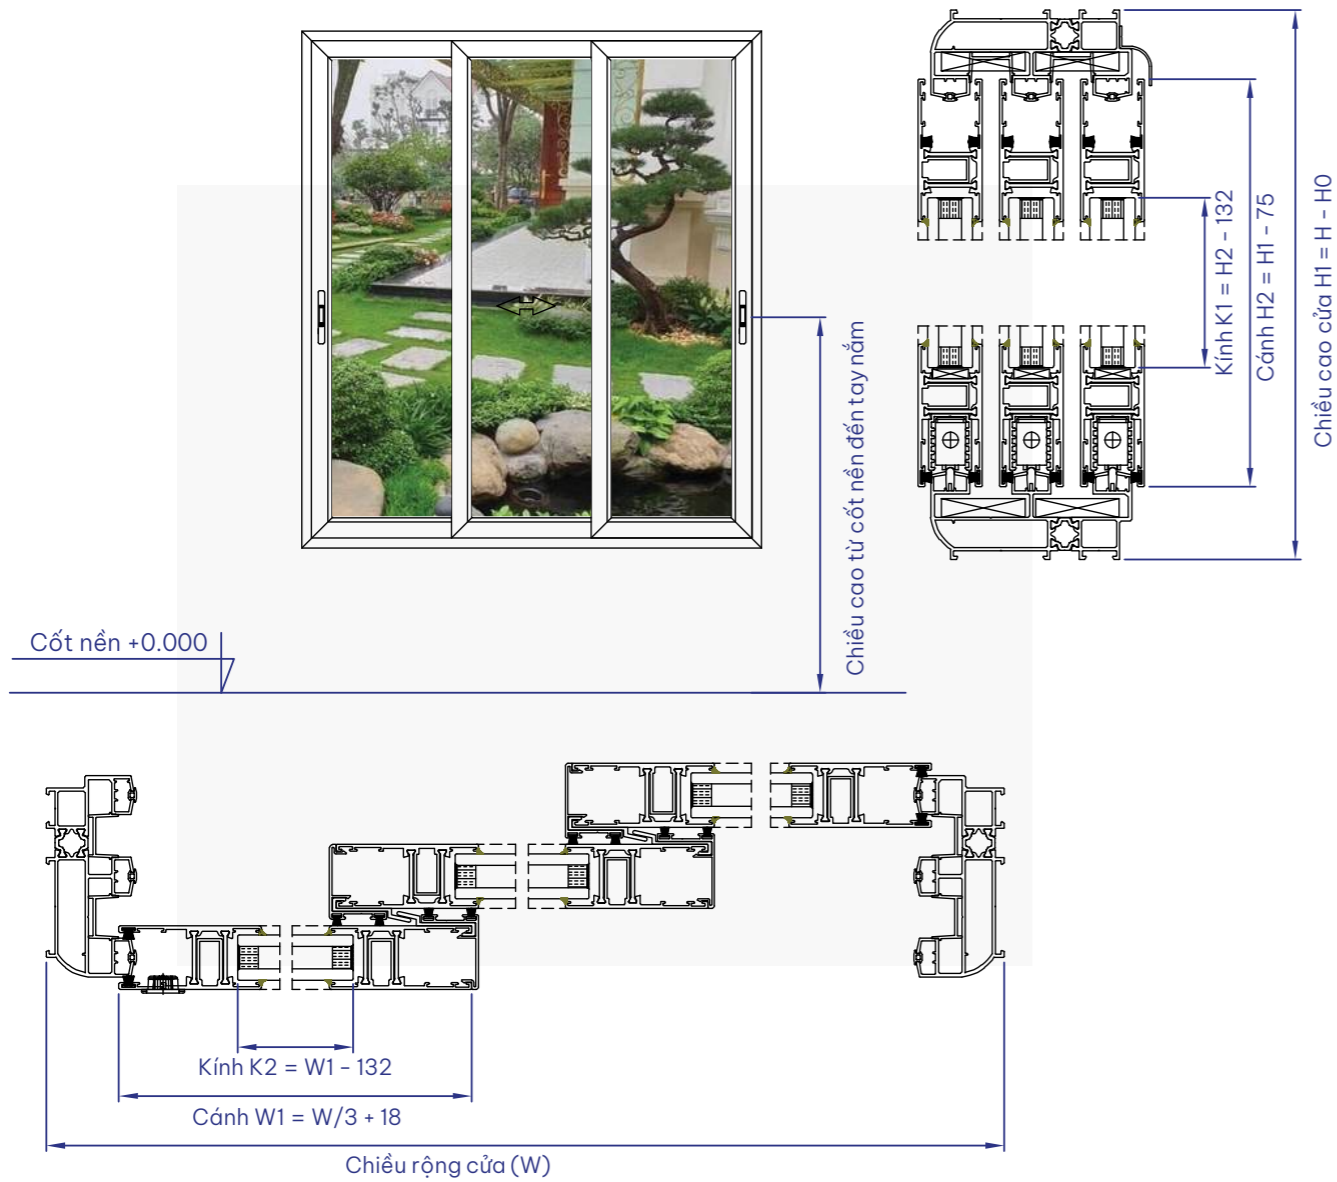 Kính K1 = H2 - 132
Cánh H2 = H1 - 75
Chiều cao cửa H1 = H - H0
Chiều cao từ cốt nền đến tay nắm
Cốt nền +0.000
Kính K2 = W1 - 132
Cánh W1 = W/3 + 18
Chiều rộng cửa (W)